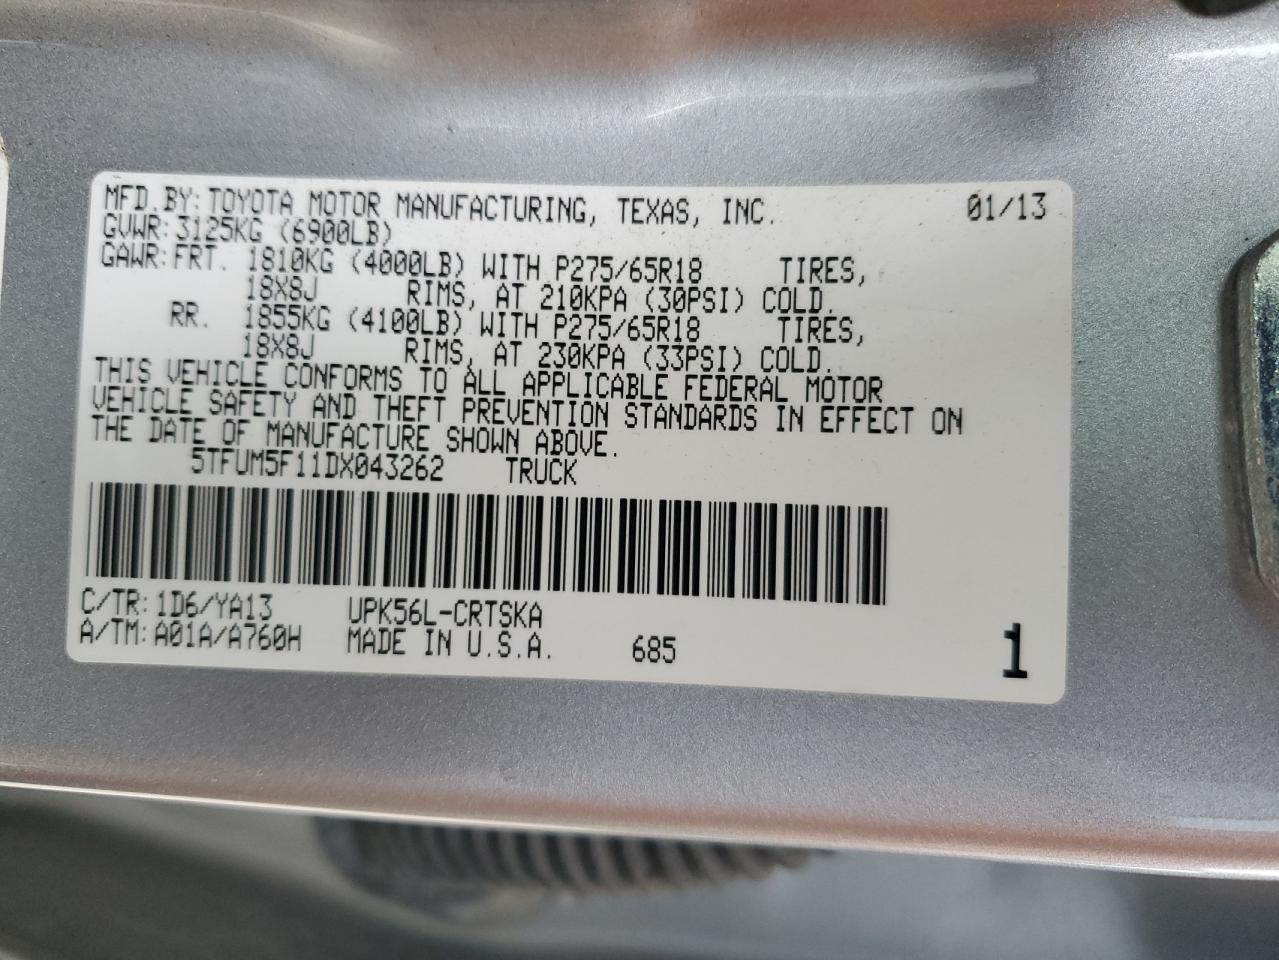 MFD. BY: TOYOTA MOTOR MANUFACTURING, TEXAS, INC. 01/13
GVWR: 3125KG (6900LB)
GAWR: FRT. 1810KG (4000LB) WITH P275/65R18 TIRES,
18X8J RIMS, AT 210KPA (30PSI) COLD.
RR. 1855KG (4100LB) WITH P275/65R18 TIRES,
18X8J RIMS, AT 230KPA (33PSI) COLD.
THIS VEHICLE CONFORMS TO ALL APPLICABLE FEDERAL MOTOR
VEHICLE SAFETY AND THEFT PREVENTION STANDARDS IN EFFECT ON
THE DATE OF MANUFACTURE SHOWN ABOVE.
5TFUM5F11DX043262 TRUCK
C/TR: 1D6/YA13 UPK56L-CRTSKA
A/TM: A01A/A760H MADE IN U.S.A. 685 1